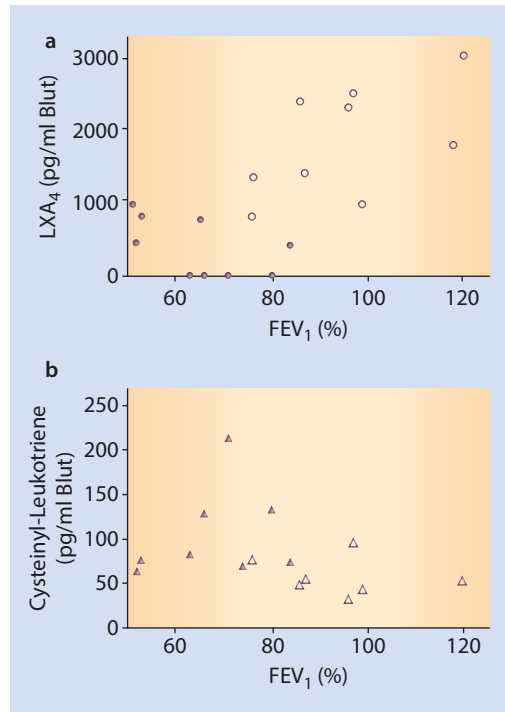 a
LXA₄ (pg/ml Blut)
3000
2000
1000
0
60 80 100 120
FEV₁ (%)
b
Cysteinyl-Leukotriene
(pg/ml Blut)
250
200
150
100
50
0
60 80 100 120
FEV₁ (%)